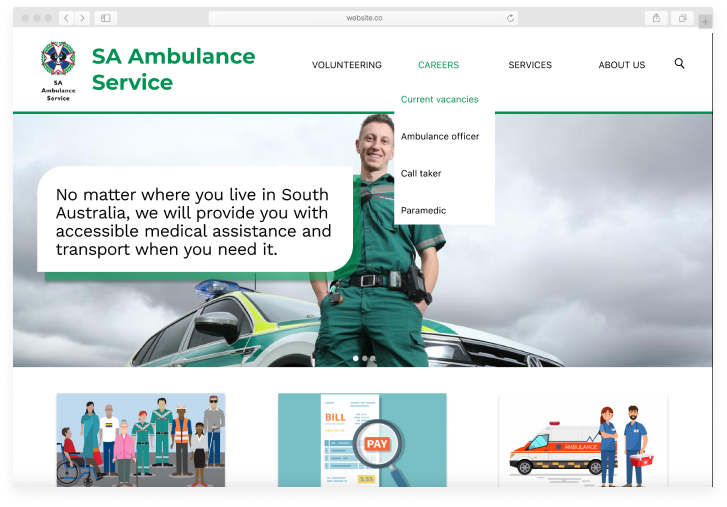 website.co
SA Ambulance
Service
SA
Ambulance
Service
VOLUNTEERING
CAREERS
SERVICES
ABOUT US
Current vacancies
Ambulance officer
Call taker
Paramedic
No matter where you live in South
Australia, we will provide you with
accessible medical assistance and
transport when you need it.
BILL
PAY
5.55
AMBULANCE